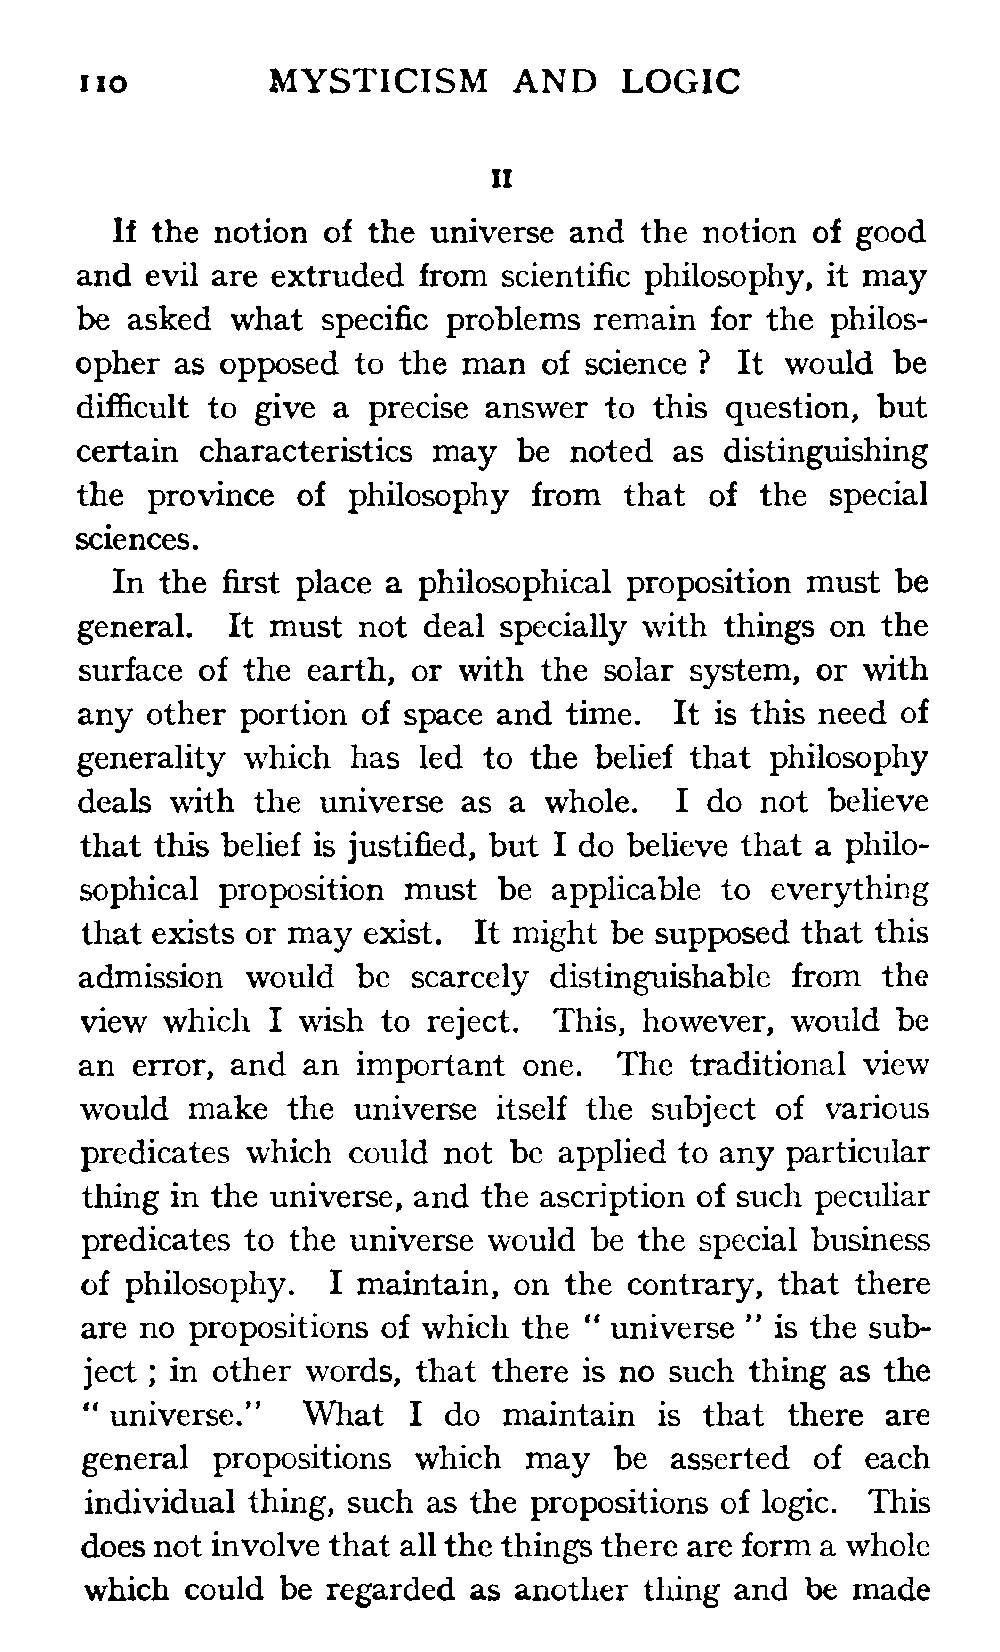 110 MYSTICISM AND LOGIC
II
If the notion of the universe and the notion of good
and evil are extruded from scientific philosophy, it may
be asked what specific problems remain for the philos-
opher as opposed to the man of science ? It would be
difficult to give a precise answer to this question, but
certain characteristics may be noted as distinguishing
the province of philosophy from that of the special
sciences.
In the first place a philosophical proposition must be
general. It must not deal specially with things on the
surface of the earth, or with the solar system, or with
any other portion of space and time. It is this need of
generality which has led to the belief that philosophy
deals with the universe as a whole. I do not believe
that this belief is justified, but I do believe that a philo-
sophical proposition must be applicable to everything
that exists or may exist. It might be supposed that this
admission would be scarcely distinguishable from the
view which I wish to reject. This, however, would be
an error, and an important one. The traditional view
would make the universe itself the subject of various
predicates which could not be applied to any particular
thing in the universe, and the ascription of such peculiar
predicates to the universe would be the special business
of philosophy. I maintain, on the contrary, that there
are no propositions of which the " universe " is the sub-
ject ; in other words, that there is no such thing as the
" universe." What I do maintain is that there are
general propositions which may be asserted of each
individual thing, such as the propositions of logic. This
does not involve that all the things there are form a whole
which could be regarded as another thing and be made